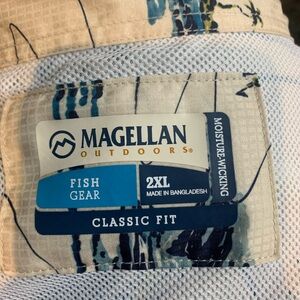 MAGELLAN
OUTDOORS®
FISH
GEAR
2XL
MADE IN BANGLADESH
MOISTURE-WICKING
CLASSIC FIT